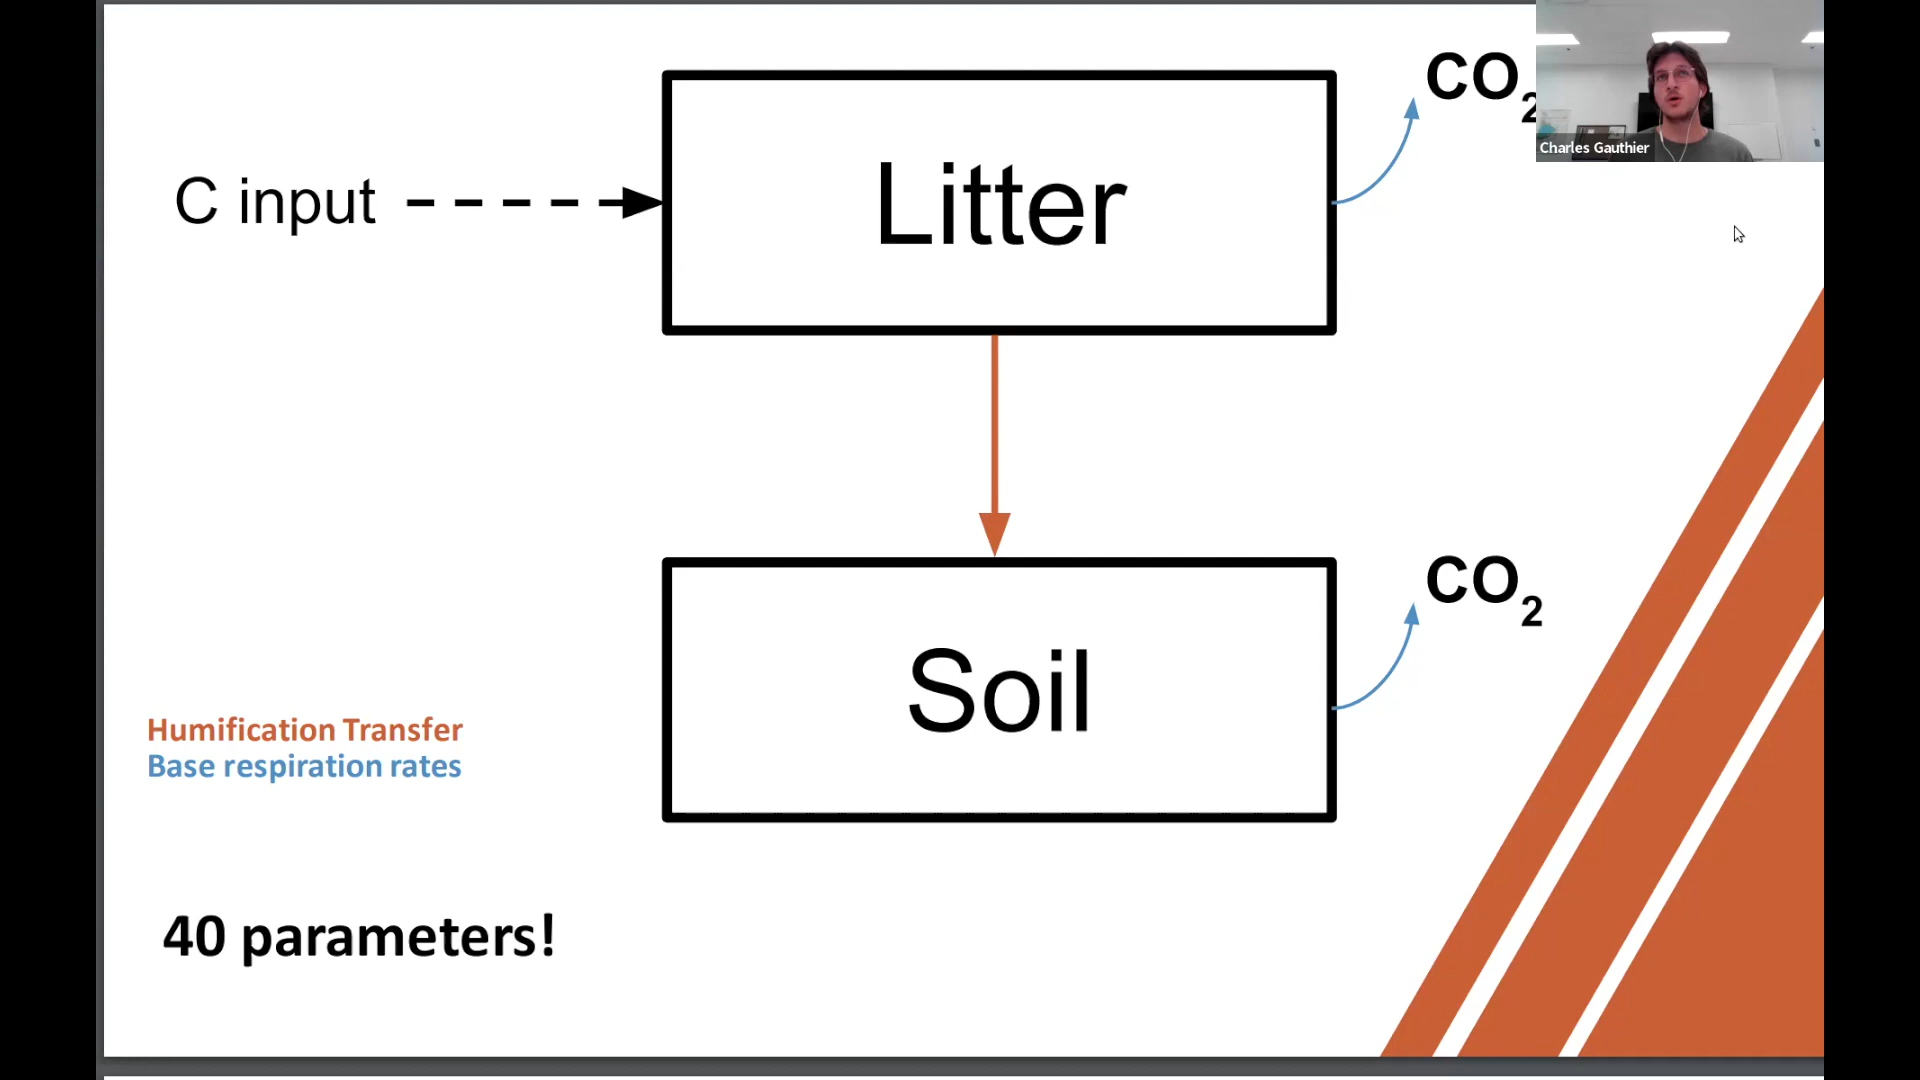 CO2
Charles Gauthier
C input
Litter
Soil
CO2
Humification Transfer
Base respiration rates
40 parameters!